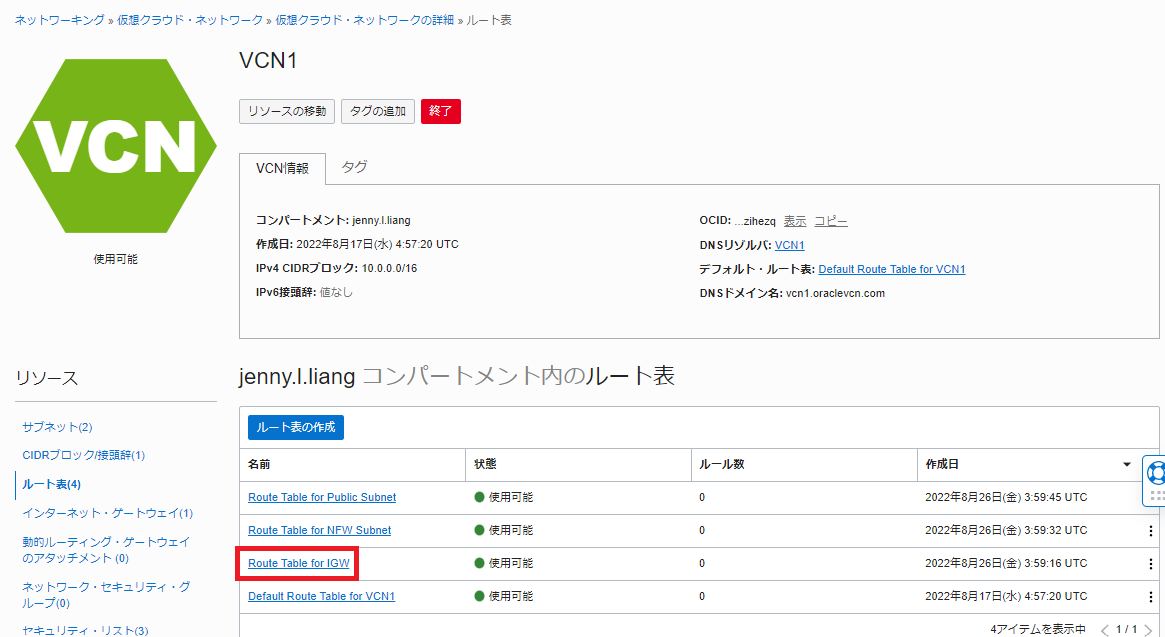 ネットワーキング » 仮想クラウド・ネットワーク » 仮想クラウド・ネットワークの詳細 » ルート表
VCN
使用可能
VCN1
リソースの移動 タグの追加 終了
VCN情報 タグ
コンパートメント: jenny.l.liang
作成日: 2022年8月17日(水) 4:57:20 UTC
IPv4 CIDRブロック: 10.0.0.0/16
IPv6接頭辞: 値なし
OCID: ...zihezq 表示 コピー
DNSリゾルバ: VCN1
デフォルト・ルート表: Default Route Table for VCN1
DNSドメイン名: vcn1.oraclevcn.com
リソース
サブネット(2)
CIDRブロック/接頭辞(1)
ルート表(4)
インターネット・ゲートウェイ(1)
動的ルーティング・ゲートウェイ
のアタッチメント (0)
ネットワーク・セキュリティ・グ
ループ(0)
セキュリティ・リスト(3)
jenny.l.liang コンパートメント内のルート表
ルート表の作成
名前 状態 ルール数 作成日
Route Table for Public Subnet 使用可能 0 2022年8月26日(金) 3:59:45 UTC
Route Table for NFW Subnet 使用可能 0 2022年8月26日(金) 3:59:32 UTC
Route Table for IGW 使用可能 0 2022年8月26日(金) 3:59:16 UTC
Default Route Table for VCN1 使用可能 0 2022年8月17日(水) 4:57:20 UTC
4アイテムを表示中 1 / 1